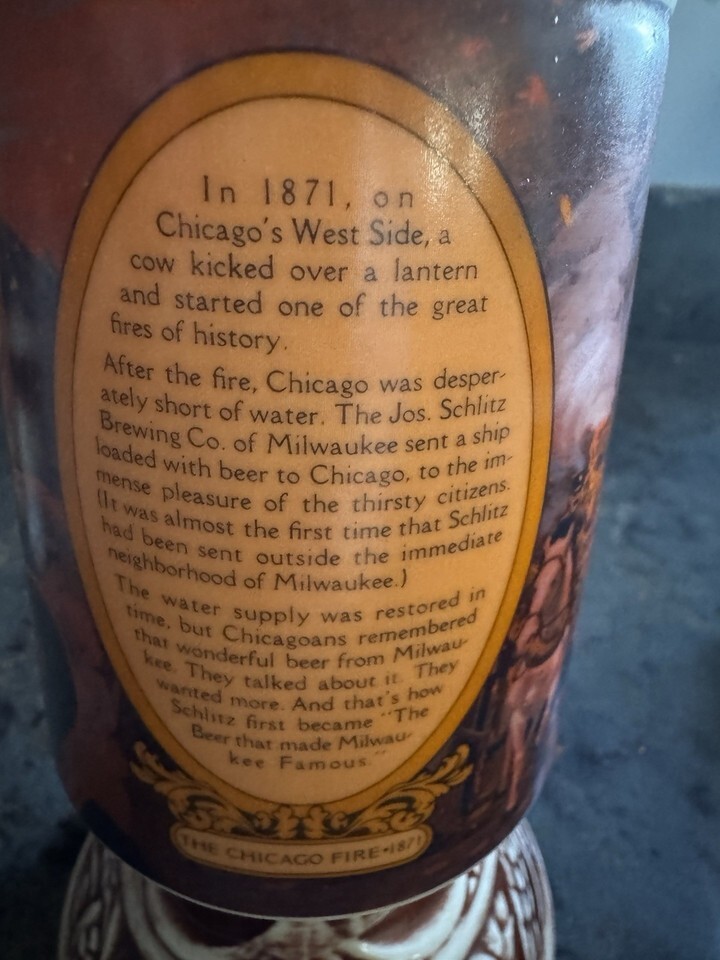 In 1871, on
Chicago's West Side, a
cow kicked over a lantern
and started one of the great
fires of history.
After the fire, Chicago was desper-
ately short of water. The Jos. Schlitz
Brewing Co. of Milwaukee sent a ship
loaded with beer to Chicago, to the im-
mense pleasure of the thirsty citizens.
(It was almost the first time that Schlitz
had been sent outside the immediate
neighborhood of Milwaukee.)
The water supply was restored in
time, but Chicagoans remembered
that wonderful beer from Milwau-
kee. They talked about it. They
wanted more. And that's how
Schlitz first became "The
Beer that made Milwau-
kee Famous."
THE CHICAGO FIRE•1871